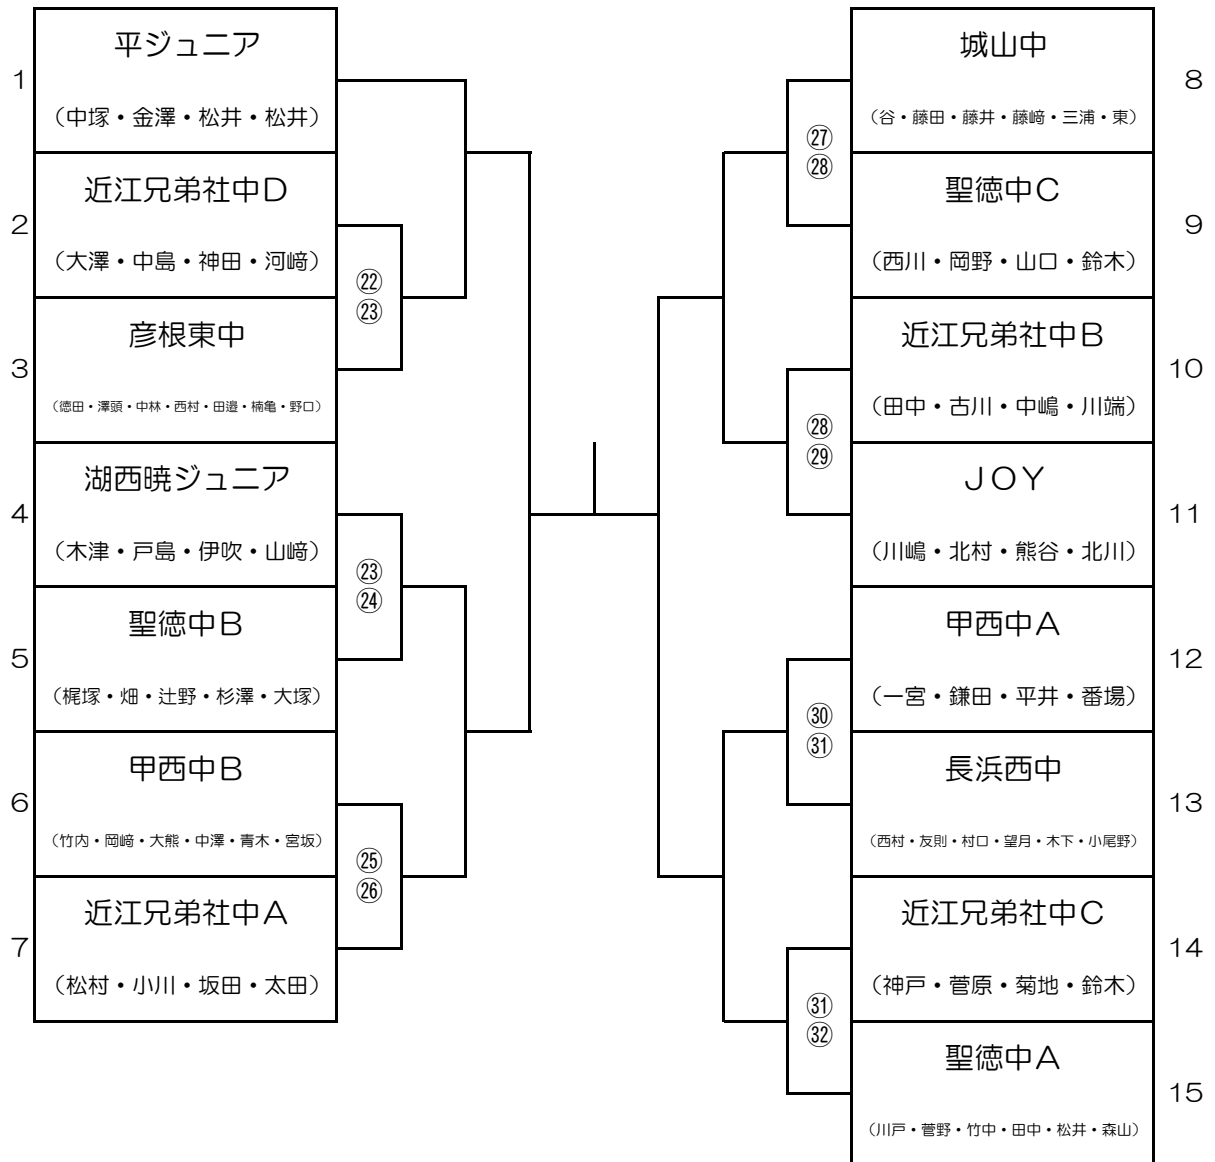 1
平ジュニア
（中塚・金澤・松井・松井）
2
近江兄弟社中D
（大澤・中島・神田・河﨑）
㉒
㉓
3
彦根東中
（徳田・澤頭・中林・西村・田邉・楠亀・野口）
4
湖西暁ジュニア
（木津・戸島・伊吹・山﨑）
㉓
㉔
5
聖徳中B
（梶塚・畑・辻野・杉澤・大塚）
6
甲西中B
（竹内・岡﨑・大熊・中澤・青木・宮坂）
㉕
㉖
7
近江兄弟社中A
（松村・小川・坂田・太田）
8
城山中
（谷・藤田・藤井・藤﨑・三浦・東）
㉗
㉘
9
聖徳中C
（西川・岡野・山口・鈴木）
10
近江兄弟社中B
（田中・古川・中嶋・川端）
㉘
㉙
11
JOY
（川嶋・北村・熊谷・北川）
12
甲西中A
（一宮・鎌田・平井・番場）
㉚
㉛
13
長浜西中
（西村・友則・村口・望月・木下・小尾野）
14
近江兄弟社中C
（神戸・菅原・菊地・鈴木）
㉛
㉜
15
聖徳中A
（川戸・菅野・竹中・田中・松井・森山）